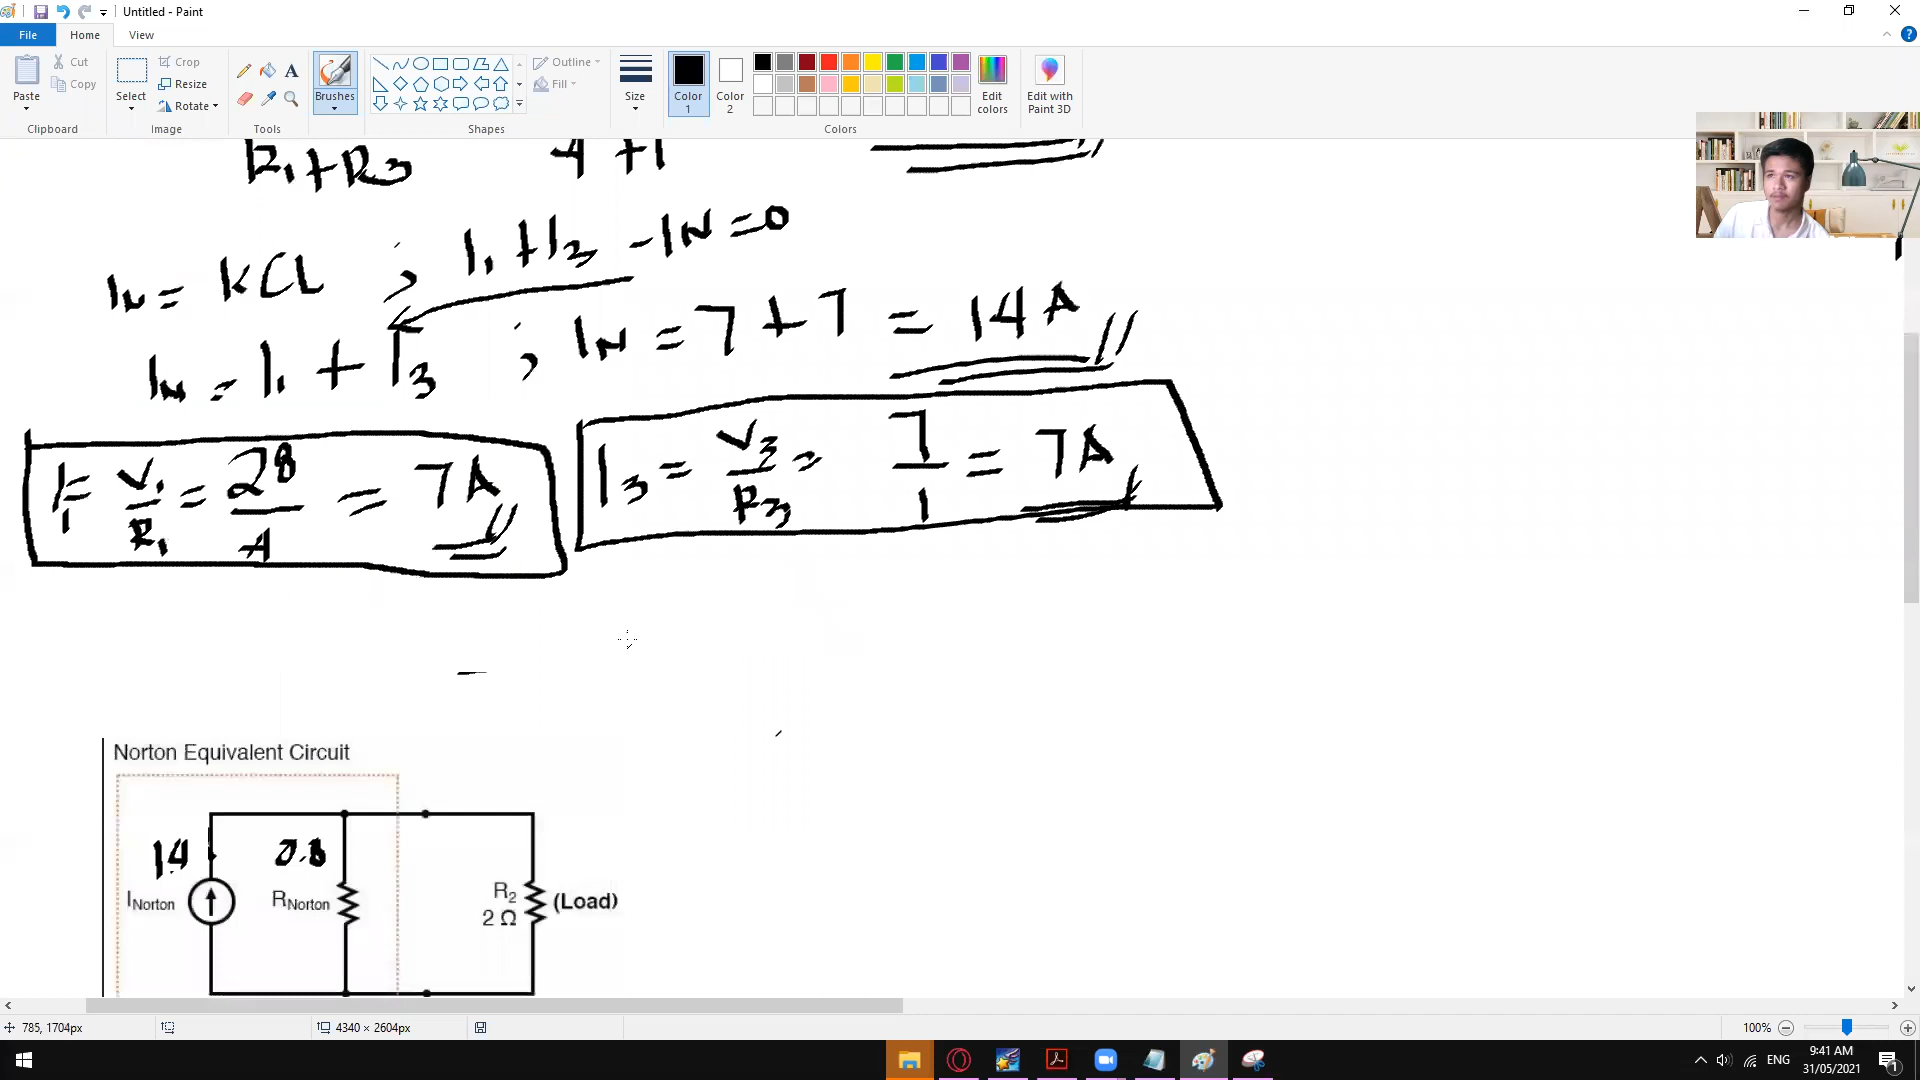 Untitled - Paint
File Home View
Paste Cut Copy Clipboard
Select Crop Resize Rotate Image
Tools
Brushes
Shapes Outline Fill
Size
Color 1 Color 2 Colors
Edit colors
Edit with Paint 3D
R₁+R₃ 4+1
IN = KCL ; I₁ + I₃ - IN = 0
IN = I₁ + I₃ ; IN = 7 + 7 = 14A
I₁ = V₁/R₁ = 28/4 = 7A
I₃ = V₃/R₃ = 7/1 = 7A
Norton Equivalent Circuit
14 0.8
INorton RNorton R₂ 2 Ω (Load)
785, 1704px 4340 × 2604px 100%
ENG 9:41 AM 31/05/2021 1